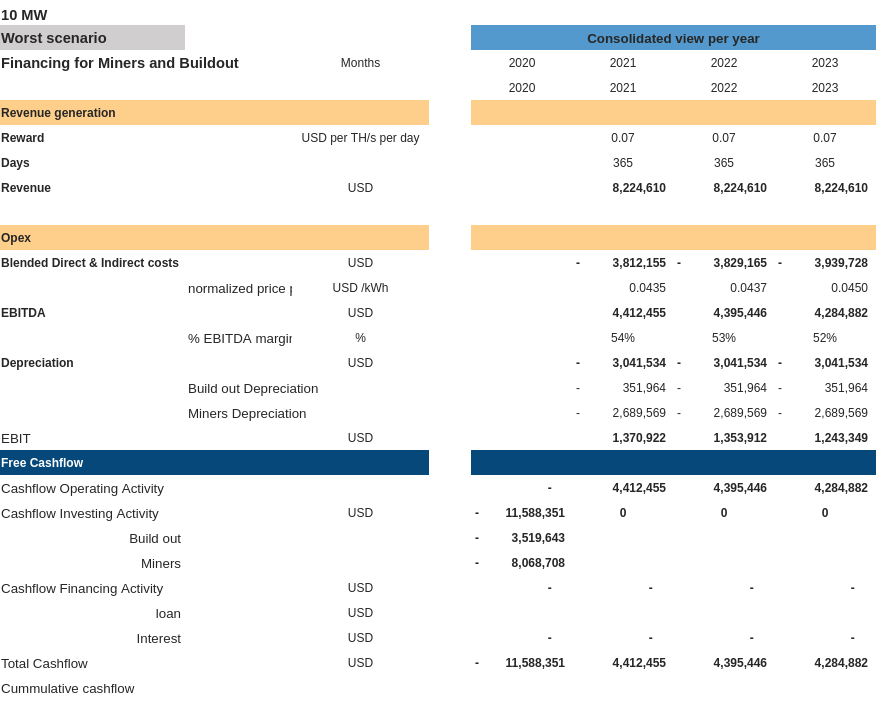 10 MW
Worst scenario Consolidated view per year
Financing for Miners and Buildout Months 2020 2021 2022 2023
2020 2021 2022 2023
Revenue generation
Reward USD per TH/s per day 0.07 0.07 0.07
Days 365 365 365
Revenue USD 8,224,610 8,224,610 8,224,610
Opex
Blended Direct & Indirect costs USD - 3,812,155 - 3,829,165 - 3,939,728
normalized price USD /kWh 0.0435 0.0437 0.0450
EBITDA USD 4,412,455 4,395,446 4,284,882
% EBITDA margin % 54% 53% 52%
Depreciation USD - 3,041,534 - 3,041,534 - 3,041,534
Build out Depreciation - 351,964 - 351,964 - 351,964
Miners Depreciation - 2,689,569 - 2,689,569 - 2,689,569
EBIT USD 1,370,922 1,353,912 1,243,349
Free Cashflow
Cashflow Operating Activity - 4,412,455 4,395,446 4,284,882
Cashflow Investing Activity USD - 11,588,351 0 0 0
Build out - 3,519,643
Miners - 8,068,708
Cashflow Financing Activity USD - - - -
loan USD
Interest USD - - - -
Total Cashflow USD - 11,588,351 4,412,455 4,395,446 4,284,882
Cummulative cashflow